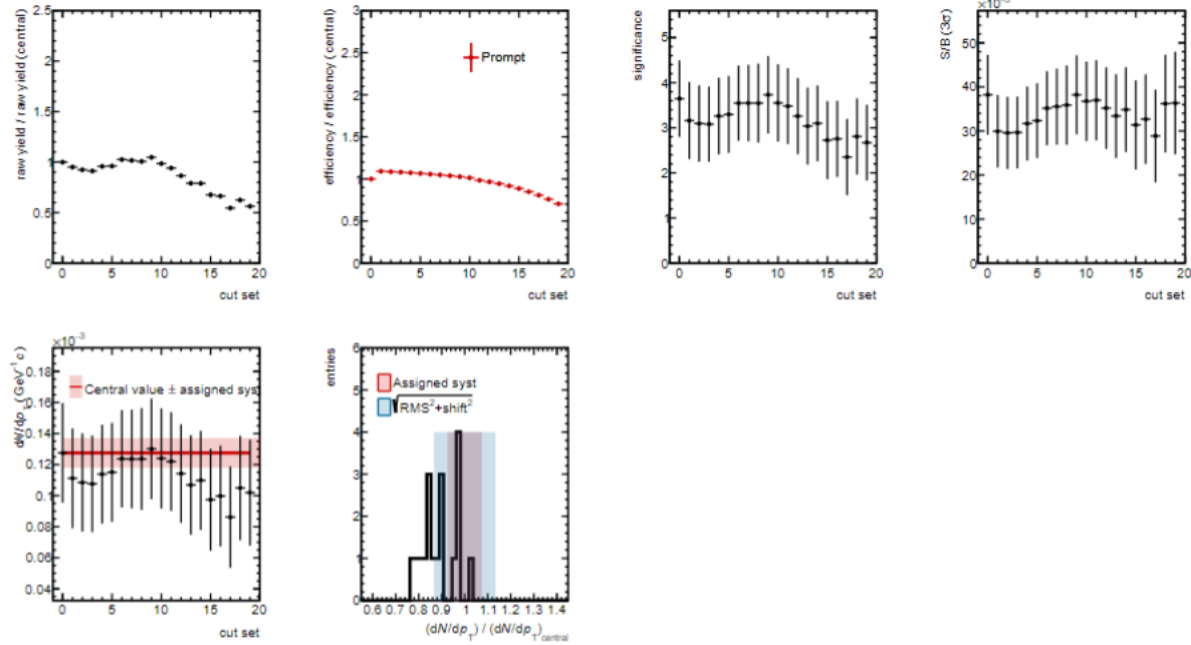 raw yield / raw yield (central)
2.5
2
1.5
1
0.5
0
0 5 10 15 20
cut set
efficiency / efficiency (central)
3
2.5
2
1.5
1
0.5
0
Prompt
0 5 10 15 20
cut set
significance
5
4
3
2
1
0
0 5 10 15 20
cut set
S/B (3σ)
60
50
40
30
20
10
0
0 5 10 15 20
cut set
dN/dpT (GeV⁻¹ c)
×10⁻³
0.18
0.16
0.14
0.12
0.1
0.08
0.06
0.04
Central value ± assigned sys
0 5 10 15 20
cut set
entries
6
5
4
3
2
1
0
Assigned syst
√RMS²+shift²
0.6 0.7 0.8 0.9 1 1.1 1.2 1.3 1.4
(dN/dpT) / (dN/dpT)central